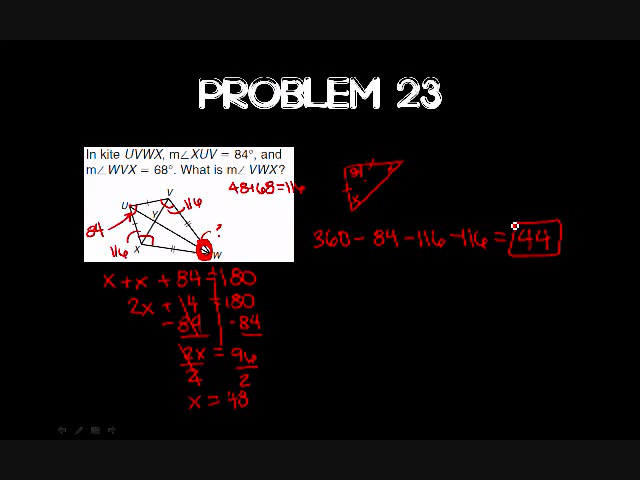 PROBLEM 23
In kite UVWX, m∠XUV = 84°, and
m∠WVX = 68°. What is m∠VWX?
48+68=116
V
U
116
Y
?
84
116
X
W
84
x
360 - 84 - 116 - 116 = 44
x + x + 84 = 180
2x + 84 = 180
- 84 - 84
2x = 96
2 2
x = 48